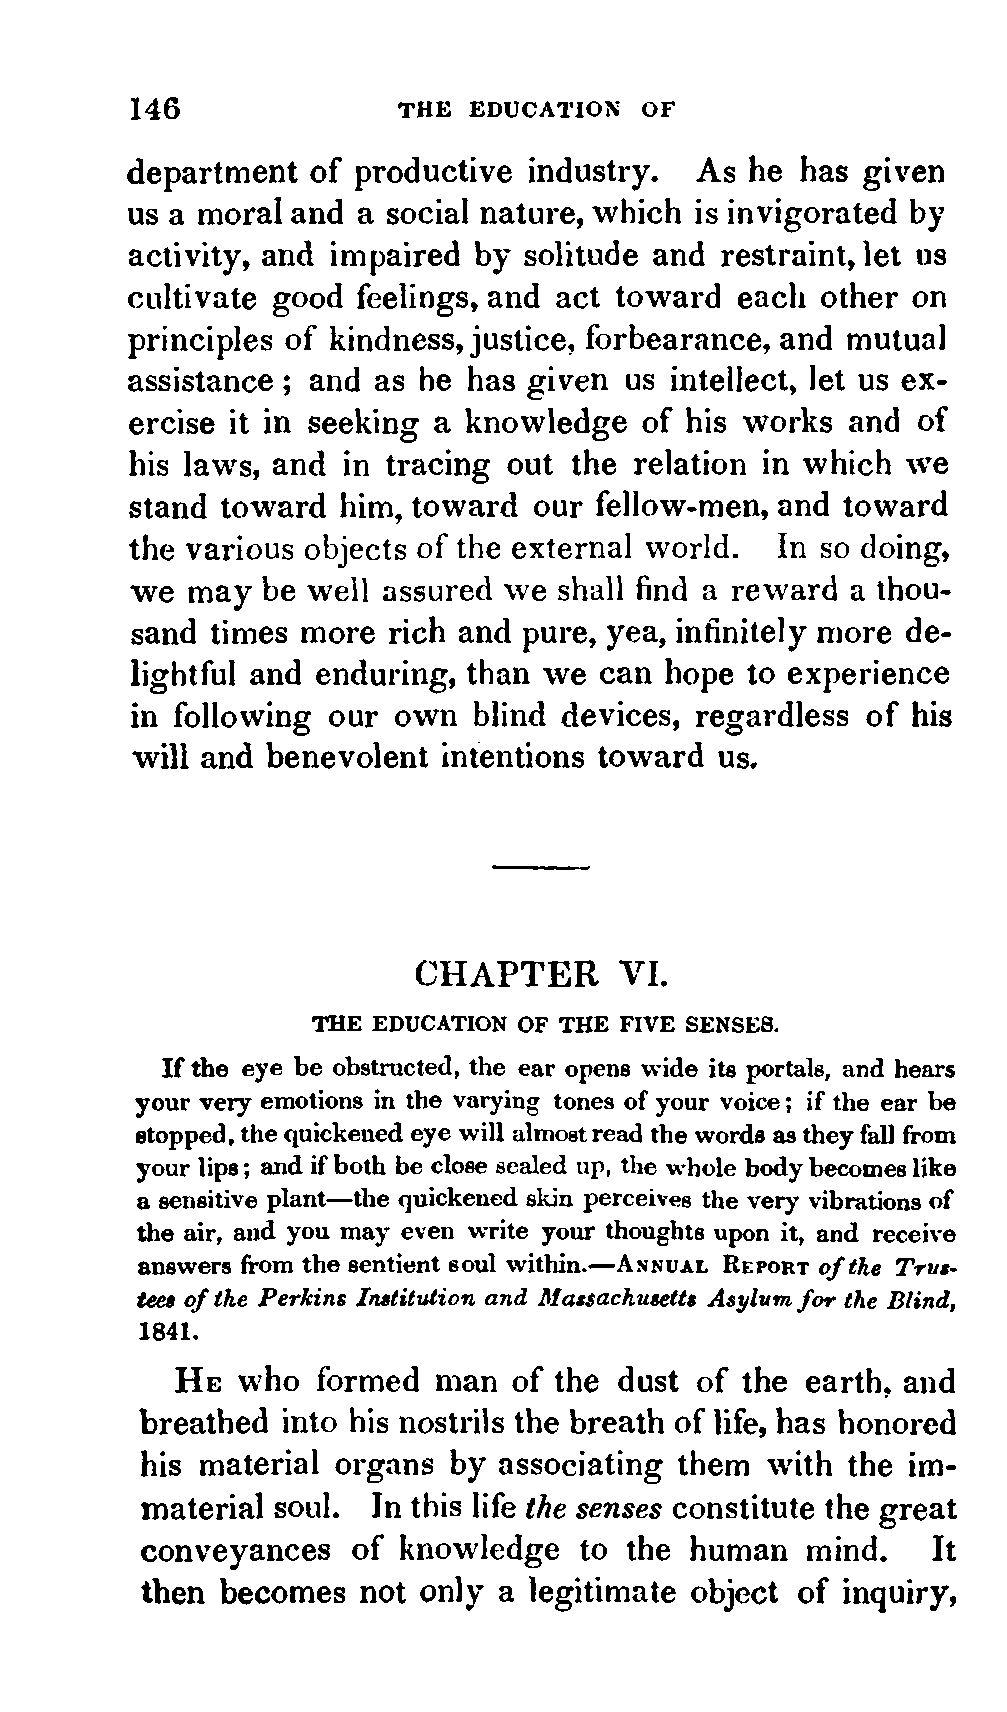 146 THE EDUCATION OF
department of productive industry. As he has given
us a moral and a social nature, which is invigorated by
activity, and impaired by solitude and restraint, let us
cultivate good feelings, and act toward each other on
principles of kindness, justice, forbearance, and mutual
assistance; and as he has given us intellect, let us ex-
ercise it in seeking a knowledge of his works and of
his laws, and in tracing out the relation in which we
stand toward him, toward our fellow-men, and toward
the various objects of the external world. In so doing,
we may be well assured we shall find a reward a thou-
sand times more rich and pure, yea, infinitely more de-
lightful and enduring, than we can hope to experience
in following our own blind devices, regardless of his
will and benevolent intentions toward us.
CHAPTER VI.
THE EDUCATION OF THE FIVE SENSES.
If the eye be obstructed, the ear opens wide its portals, and hears
your very emotions in the varying tones of your voice; if the ear be
stopped, the quickened eye will almost read the words as they fall from
your lips; and if both be close sealed up, the whole body becomes like
a sensitive plant—the quickened skin perceives the very vibrations of
the air, and you may even write your thoughts upon it, and receive
answers from the sentient soul within.—ANNUAL REPORT of the Trus-
tees of the Perkins Institution and Massachusetts Asylum for the Blind,
1841.
HE who formed man of the dust of the earth, and
breathed into his nostrils the breath of life, has honored
his material organs by associating them with the im-
material soul. In this life the senses constitute the great
conveyances of knowledge to the human mind. It
then becomes not only a legitimate object of inquiry,